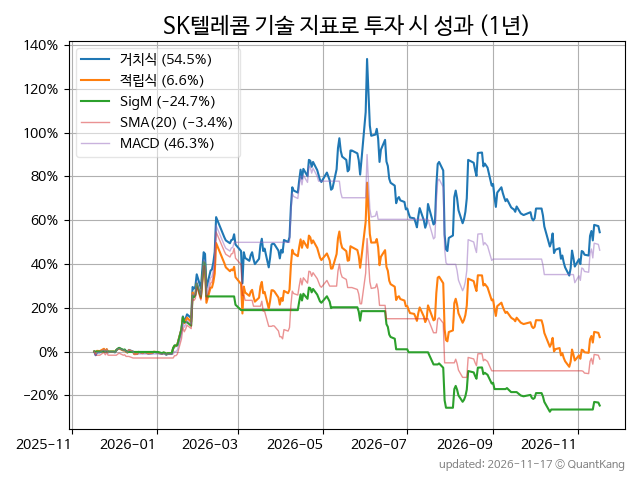 SK텔레콤 기술 지표로 투자 시 성과 (1년)
140%
120%
100%
80%
60%
40%
20%
0%
−20%
거치식 (54.5%)
적립식 (6.6%)
SigM (−24.7%)
SMA(20) (−3.4%)
MACD (46.3%)
2025-11 2026-01 2026-03 2026-05 2026-07 2026-09 2026-11
updated: 2026-11-17 © QuantKang